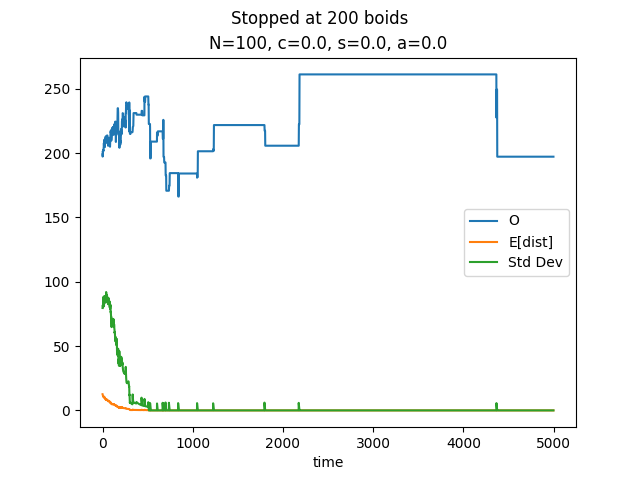 Stopped at 200 boids
N=100, c=0.0, s=0.0, a=0.0
250
200
150
100
50
0
O
E[dist]
Std Dev
0 1000 2000 3000 4000 5000
time